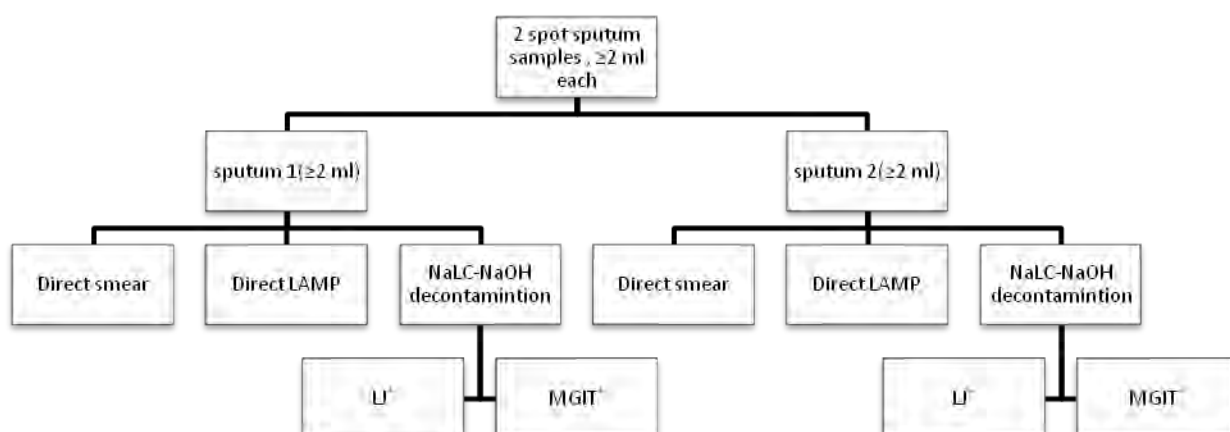 2 spot sputum
samples , ≥2 ml
each
sputum 1(≥2 ml)
sputum 2(≥2 ml)
Direct smear
Direct LAMP
NaLC-NaOH
decontamintion
Direct smear
Direct LAMP
NaLC-NaOH
decontamintion
LJ⁺
MGIT⁺
LJ⁺
MGIT⁺